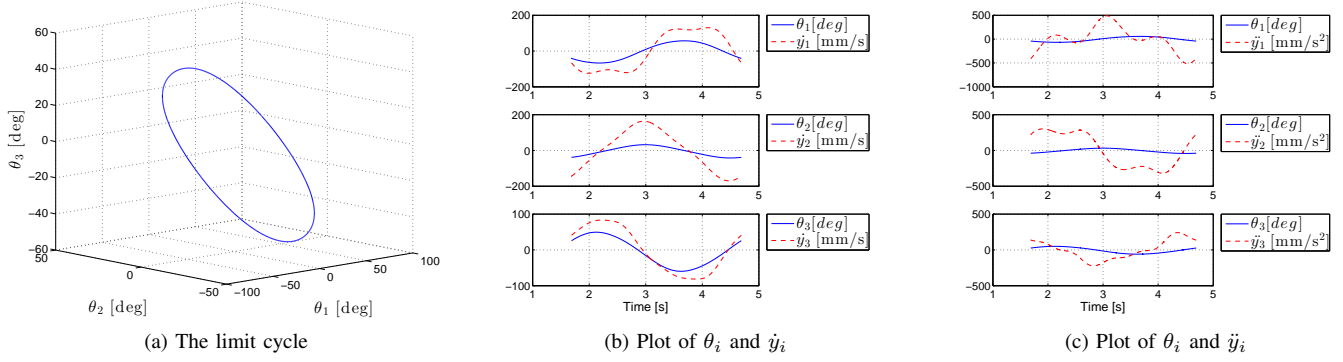 60
40
20
0
−20
−40
−60
50
0
−50
−100
−50
0
50
100
θ3 [deg]
θ2 [deg]
θ1 [deg]
(a) The limit cycle
200
0
−200
1 2 3 4 5
θ1[deg]
ẏ1 [mm/s]
200
0
−200
1 2 3 4 5
θ2[deg]
ẏ2 [mm/s]
100
0
−100
1 2 3 4 5
Time [s]
θ3[deg]
ẏ3 [mm/s]
(b) Plot of θi and ẏi
500
0
−500
−1000
1 2 3 4 5
θ1[deg]
ÿ1 [mm/s²]
500
0
−500
1 2 3 4 5
θ2[deg]
ÿ2 [mm/s²]
500
0
−500
1 2 3 4 5
Time [s]
θ3[deg]
ÿ3 [mm/s²]
(c) Plot of θi and ÿi